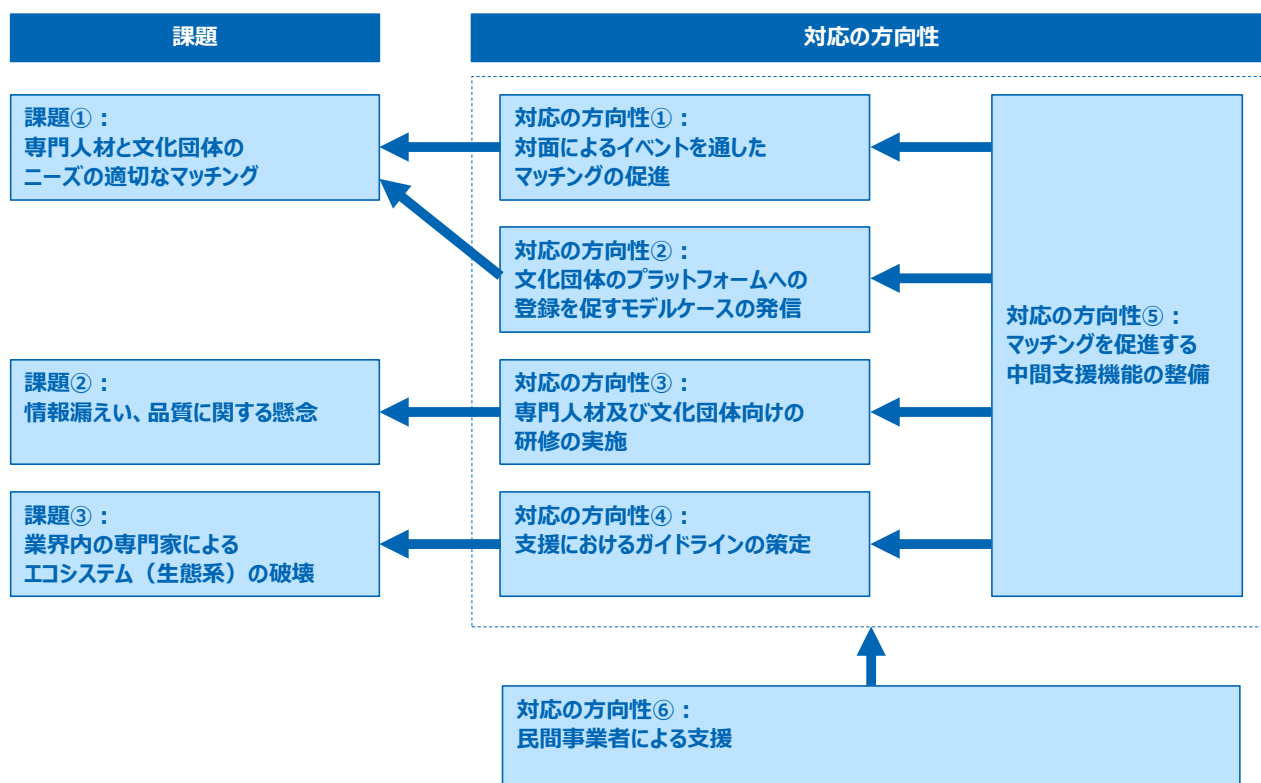 課題
対応の方向性
課題①：
専門人材と文化団体の
ニーズの適切なマッチング
対応の方向性①：
対面によるイベントを通した
マッチングの促進
対応の方向性②：
文化団体のプラットフォームへの
登録を促すモデルケースの発信
対応の方向性⑤：
マッチングを促進する
中間支援機能の整備
課題②：
情報漏えい、品質に関する懸念
対応の方向性③：
専門人材及び文化団体向けの
研修の実施
課題③：
業界内の専門家による
エコシステム（生態系）の破壊
対応の方向性④：
支援におけるガイドラインの策定
対応の方向性⑥：
民間事業者による支援